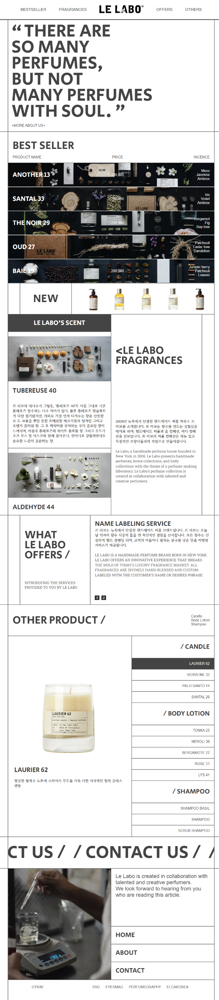 BESTSELLER
FRAGRANCES
LE LABO®
OFFERS
OTHERS
“ THERE ARE
SO MANY
PERFUMES,
BUT NOT
MANY PERFUMES
WITH SOUL. ”
+MORE ABOUT US+
BEST SELLER
PRODUCT NAME
PRICE
INCENCE
ANOTHER 13
280,000
Moss
Jasmine
Ambrox
SANTAL 33
280,000
Iris
Violet
Ambrox
LE LABO
THE NOIR 29
280,000
Bergamot
Fig
Bay tree
OUD 27
LE LABO
280,000
Patchouli
Cedar tree
Dandelion
BAIE 19
280,000
Juniper berry
Patchouli
Leaves
NEW
LE LABO’S SCENT
<LE LABO
FRAGRANCES
TUBEREUSE 40
르 라보의 대다수가 그렇듯, '튜베로즈 40'도 이름 그대로 기존
튜베로즈 향수와는 다소 차이가 있다. 물론 튜베로즈 앱솔루트
가 다량 첨가됐지만, 의외로 가장 먼저 다가오는 향은 산뜻한
오 드 코롱을 뿌린 듯한 프레쉬한 베르가못과 탠저린 그리고
오렌지 플라워 향. 그 후 캐릭터를 부여하는 우디 플로럴 향이
느껴지며, 마침내 튜베로즈와 화이트 플로럴 향 그리고 우드가
오크 모스 및 머스크와 함께 찾아온다. 한마디로 강렬하면서도
순수한 느낌이 공존하는 향.
2006년 뉴욕에서 탄생한 핸드메이드 퍼퓸 하우스 르
라보를 소개합니다. 르 라보는 향수를 만드는 실험실을
테마로 하며, 핸드메이드 퍼퓸과 홈 컬렉션, 바디 컬렉
션을 선보입니다. 르 라보의 퍼퓸 컬렉션은 재능 있고
독창적인 조향사들과의 작업으로 만들어집니다.
Le Labo, a handmade perfume house founded in
New York in 2006. Le Labo presents handmade
perfumes, home collections, and body
collections with the theme of a perfume-making
laboratory. Le Labo's perfume collection is
created in collaboration with talented and
creative perfumers.
ALDEHYDE 44
WHAT
LE LABO
OFFERS /
INTRODUCING THE SERVICES
PROVIDED TO YOU BY LE LABO
NAME LABELING SERVICE
르 라보는 뉴욕에서 탄생한 핸드메이드 퍼퓸 브랜드입니다. 르 라보는 오늘
날 럭셔리 향수 시장의 틀을 깬 혁신적인 경험을 선사합니다. 모든 향수는 신
성하게 핸드 블렌딩 되며, 고객의 이름이나 원하는 문구를 넣은 맞춤 라벨링
서비스가 제공됩니다.
LE LABO IS A HANDMADE PERFUME BRAND BORN IN NEW YORK.
LE LABO OFFERS AN INNOVATIVE EXPERIENCE THAT BREAKS
THE MOLD OF TODAY'S LUXURY FRAGRANCE MARKET. ALL
FRAGRANCES ARE DIVINELY HAND-BLENDED AND CUSTOM-
LABELED WITH THE CUSTOMER'S NAME OR DESIRED PHRASE.
1 2
OTHER PRODUCT /
Candle
Body Lotion
Shampoo
/ CANDLE
LAURIER 62
VERVEINE 32
PALO SANTO 14
SANTAL 26
/ BODY LOTION
TONKA 25
NEROLI 36
BERGAMOTE 22
ROSE 31
LYS 41
/ SHAMPOO
SHAMPOO BASIL
SHAMPOO
SCRUB SHAMPOO
LAURIER 62
LAURIER 62
향긋한 월계수 노트에 스파이시 무드를 가득 더한 이국적인 향의 글래스
캔들
CT US / / CONTACT US / /
Le Labo is created in collaboration with
talented and creative perfumers.
We look forward to hearing from you
who are reading this article.
HOME
ABOUT
CONTACT
GYKIM
SSG
EYESMAG
PERFUMEGRAPHY
ELCAKOREA